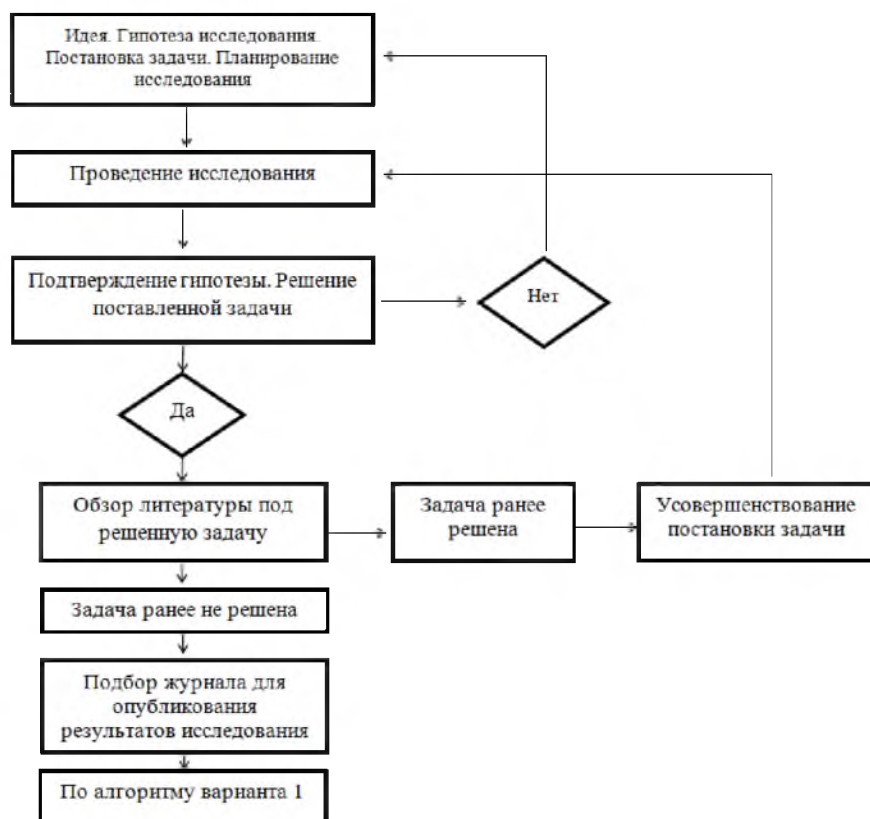 Идея. Гипотеза исследования.
Постановка задачи. Планирование
исследования
Проведение исследования
Подтверждение гипотезы. Решение
поставленной задачи
Нет
Да
Обзор литературы под
решенную задачу
Задача ранее
решена
Усовершенствование
постановки задачи
Задача ранее не решена
Подбор журнала для
опубликования
результатов исследования
По алгоритму варианта 1